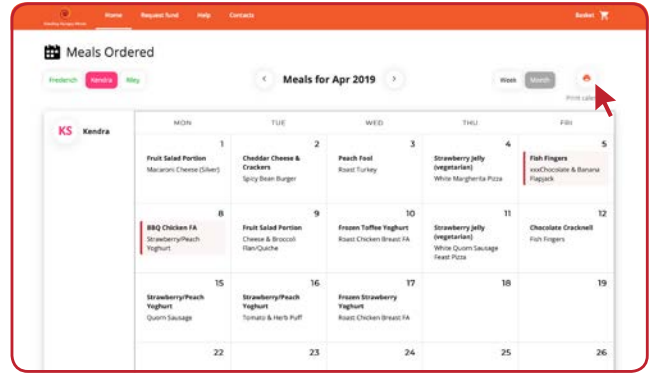 Home Request fund Help Contacts Basket
Meals Ordered
Frederich Kendra Riley
Meals for Apr 2019
Week Month
Print calen
KS Kendra
MON TUE WED THU FRI
1 2 3 4 5
Fruit Salad Portion
Macaroni Cheese (Silver)
Cheddar Cheese &
Crackers
Spicy Bean Burger
Peach Fool
Roast Turkey
Strawberry Jelly
(vegetarian)
White Margherita Pizza
Fish Fingers
xxxChocolate & Banana
Flapjack
8 9 10 11 12
BBQ Chicken FA
Strawberry/Peach
Yoghurt
Fruit Salad Portion
Cheese & Broccoli
Flan/Quiche
Frozen Toffee Yoghurt
Roast Chicken Breast FA
Strawberry Jelly
(vegetarian)
White Quorn Sausage
Feast Pizza
Chocolate Cracknell
Fish Fingers
15 16 17 18 19
Strawberry/Peach
Yoghurt
Quorn Sausage
Strawberry/Peach
Yoghurt
Tomato & Herb Puff
Frozen Strawberry
Yoghurt
Roast Chicken Breast FA
22 23 24 25 26